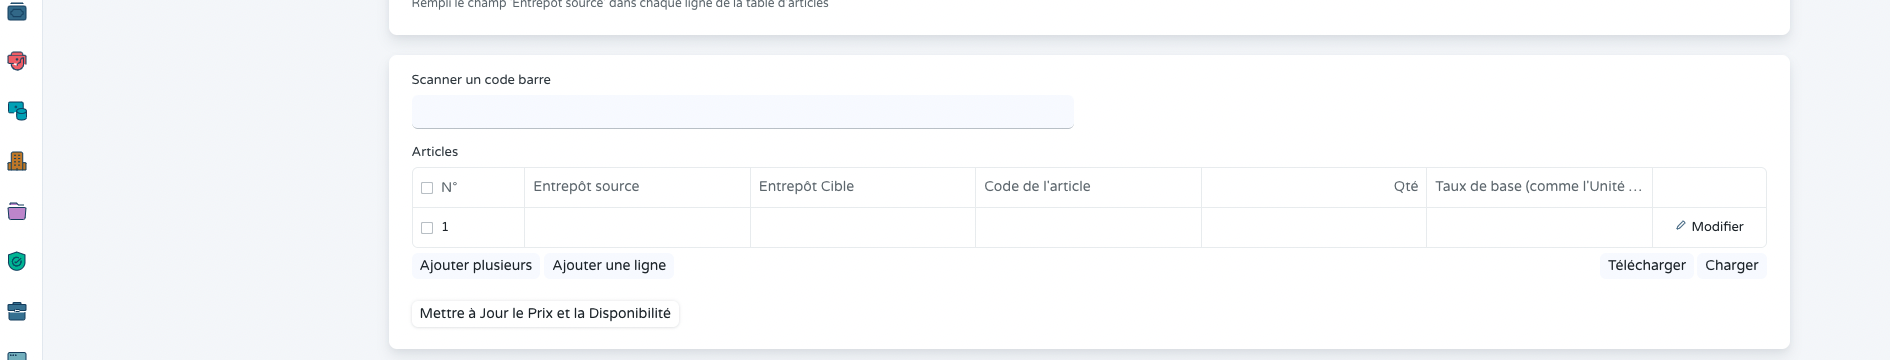 Rempli le champ 'Entrepôt source' dans chaque ligne de la table d'articles
Scanner un code barre
Articles
N° Entrepôt source Entrepôt Cible Code de l'article Qté Taux de base (comme l'Unité ...
1 Modifier
Ajouter plusieurs Ajouter une ligne Télécharger Charger
Mettre à Jour le Prix et la Disponibilité